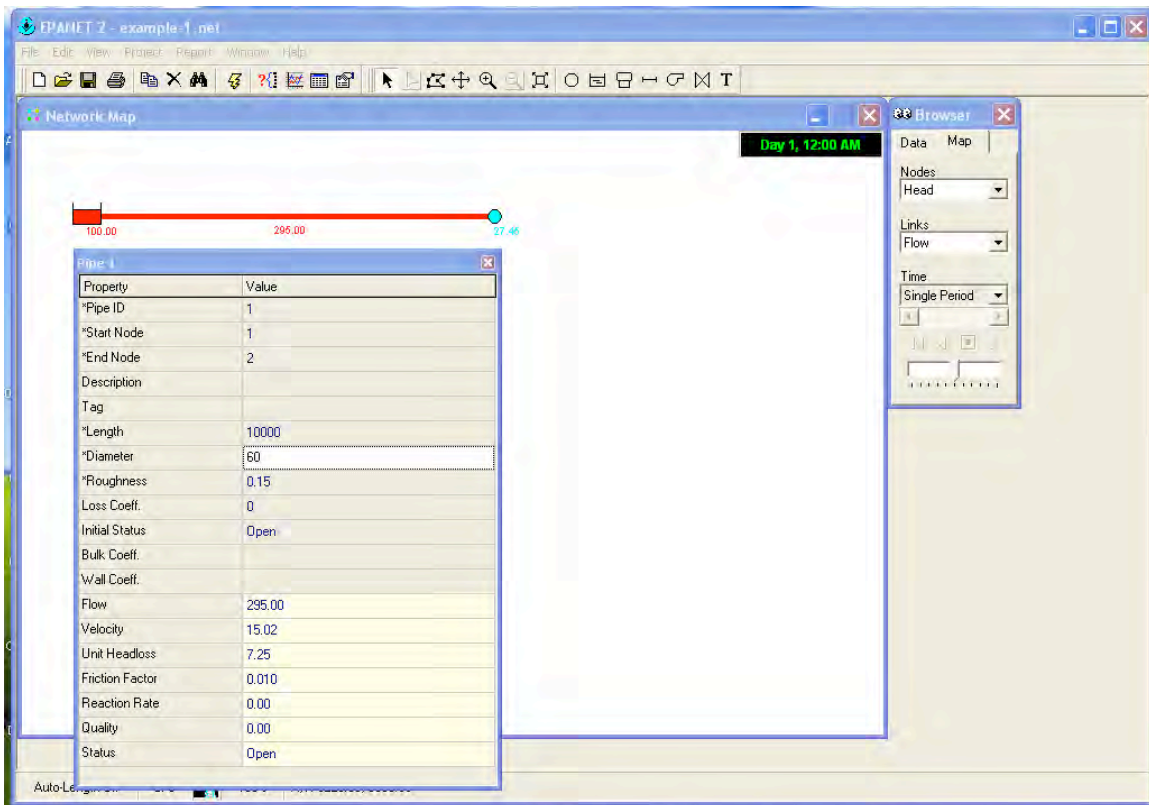 EPANET 2 - example-1.net
File Edit View Project Report Window Help
T
Network Map
Day 1, 12:00 AM
100.00 295.00 27.46
Browser
Data Map
Nodes
Head
Links
Flow
Time
Single Period
Pipe 1
Property Value
*Pipe ID 1
*Start Node 1
*End Node 2
Description
Tag
*Length 10000
*Diameter 60
*Roughness 0.15
Loss Coeff. 0
Initial Status Open
Bulk Coeff.
Wall Coeff.
Flow 295.00
Velocity 15.02
Unit Headloss 7.25
Friction Factor 0.010
Reaction Rate 0.00
Quality 0.00
Status Open